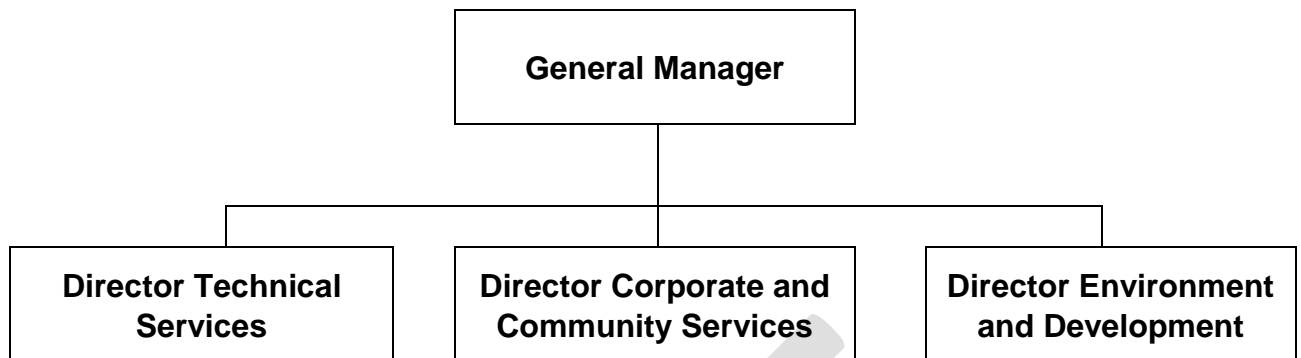 General Manager
Director Technical
Services
Director Corporate and
Community Services
Director Environment
and Development